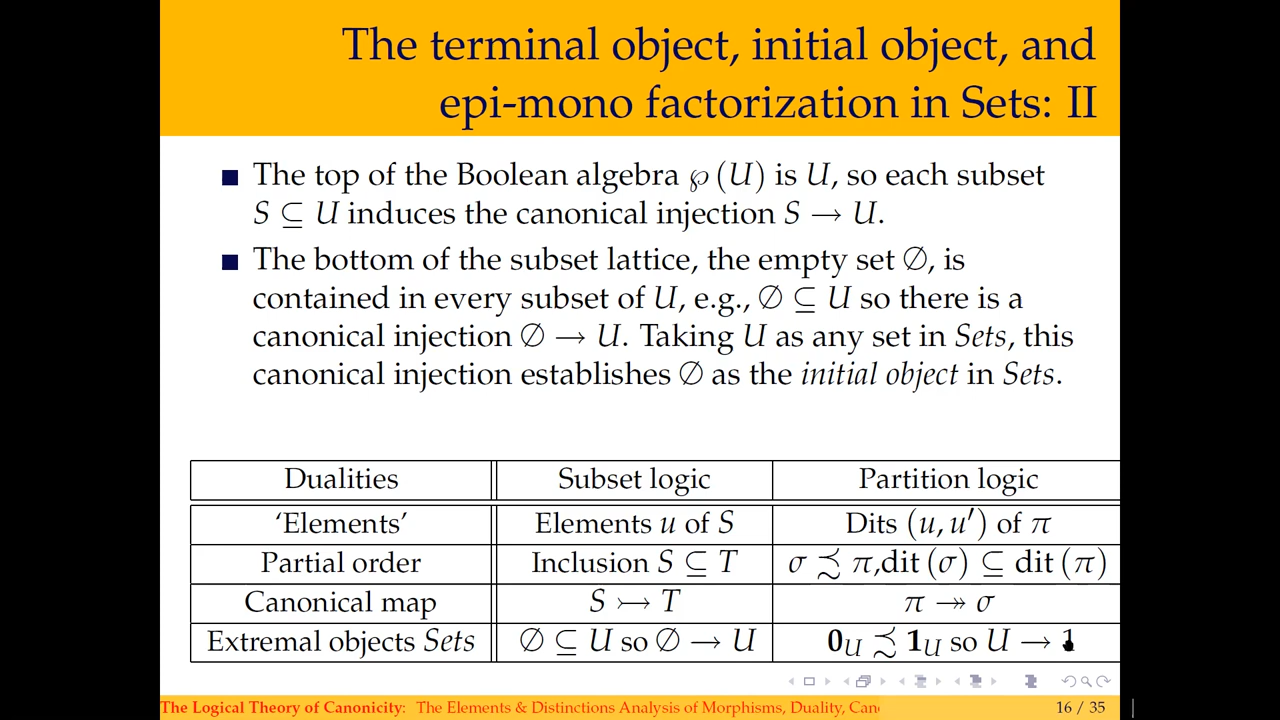 The terminal object, initial object, and
epi-mono factorization in Sets: II
The top of the Boolean algebra ℘(U) is U, so each subset
S ⊆ U induces the canonical injection S → U.
The bottom of the subset lattice, the empty set ∅, is
contained in every subset of U, e.g., ∅ ⊆ U so there is a
canonical injection ∅ → U. Taking U as any set in Sets, this
canonical injection establishes ∅ as the initial object in Sets.
Dualities Subset logic Partition logic
‘Elements’ Elements u of S Dits (u, u′) of π
Partial order Inclusion S ⊆ T σ ≾ π,dit (σ) ⊆ dit (π)
Canonical map S ↣ T π ↠ σ
Extremal objects Sets ∅ ⊆ U so ∅ → U 0_U ≾ 1_U so U → 1
The Logical Theory of Canonicity: The Elements & Distinctions Analysis of Morphisms, Duality, Cano 16 / 35